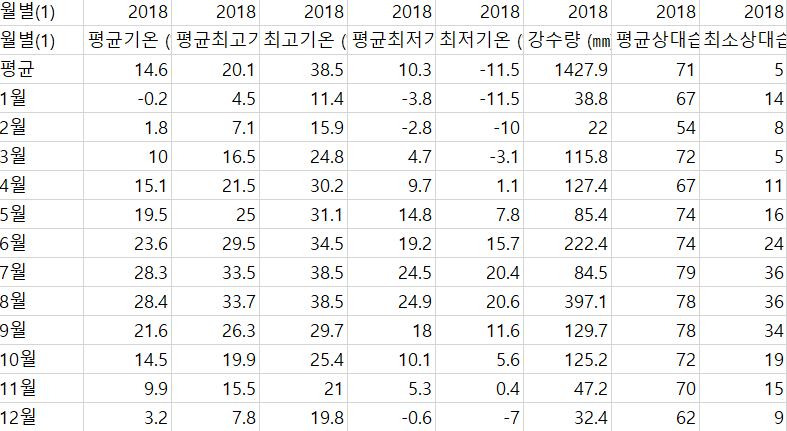 월별(1) 2018 2018 2018 2018 2018 2018 2018 2018
월별(1) 평균기온 ( 평균최고기 최고기온 ( 평균최저기 최저기온 ( 강수량 (㎜ 평균상대습 최소상대습
평균 14.6 20.1 38.5 10.3 -11.5 1427.9 71 5
1월 -0.2 4.5 11.4 -3.8 -11.5 38.8 67 14
2월 1.8 7.1 15.9 -2.8 -10 22 54 8
3월 10 16.5 24.8 4.7 -3.1 115.8 72 5
4월 15.1 21.5 30.2 9.7 1.1 127.4 67 11
5월 19.5 25 31.1 14.8 7.8 85.4 74 16
6월 23.6 29.5 34.5 19.2 15.7 222.4 74 24
7월 28.3 33.5 38.5 24.5 20.4 84.5 79 36
8월 28.4 33.7 38.5 24.9 20.6 397.1 78 36
9월 21.6 26.3 29.7 18 11.6 129.7 78 34
10월 14.5 19.9 25.4 10.1 5.6 125.2 72 19
11월 9.9 15.5 21 5.3 0.4 47.2 70 15
12월 3.2 7.8 19.8 -0.6 -7 32.4 62 9